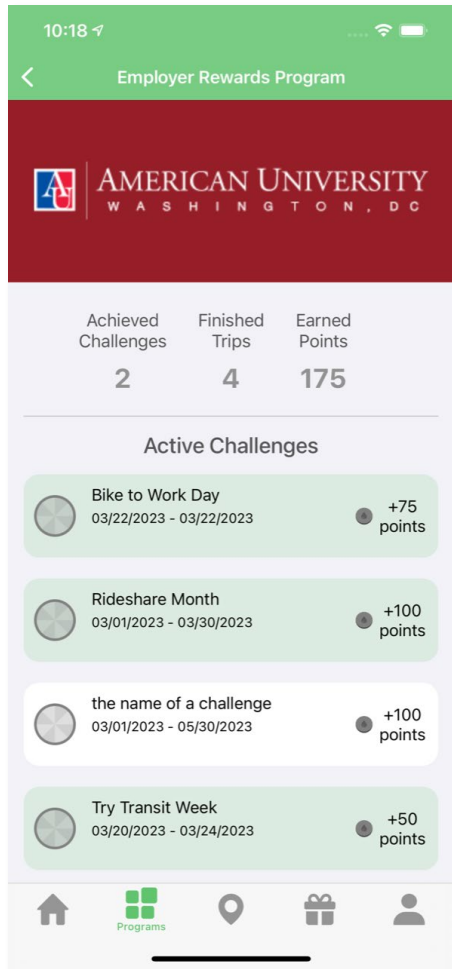 10:18
Employer Rewards Program
AU
AMERICAN UNIVERSITY
WASHINGTON, DC
Achieved
Challenges
Finished
Trips
Earned
Points
2
4
175
Active Challenges
Bike to Work Day
03/22/2023 - 03/22/2023
+75
points
Rideshare Month
03/01/2023 - 03/30/2023
+100
points
the name of a challenge
03/01/2023 - 05/30/2023
+100
points
Try Transit Week
03/20/2023 - 03/24/2023
+50
points
Programs